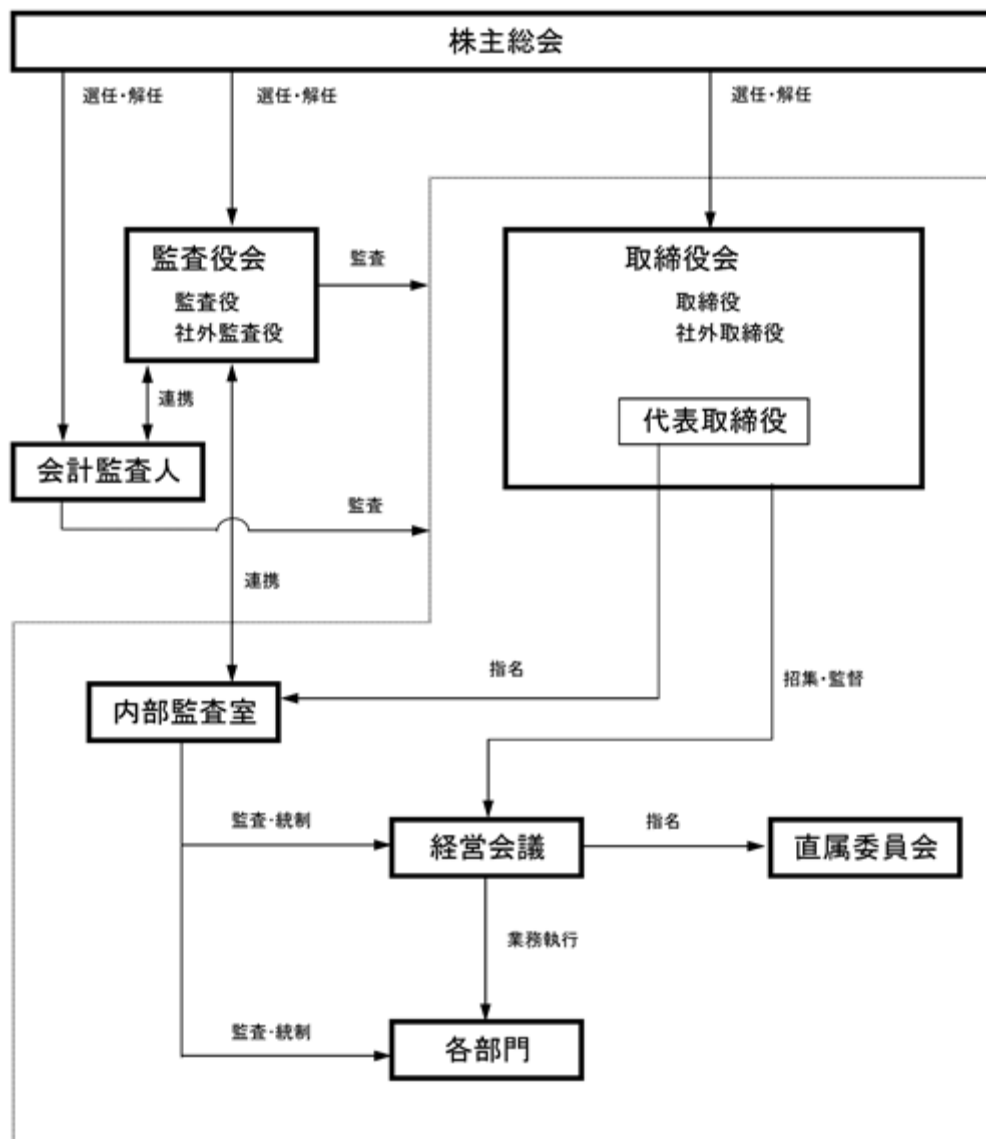 株主総会
選任・解任
選任・解任
選任・解任
監査役会
監査役
社外監査役
監査
取締役会
取締役
社外取締役
代表取締役
連携
会計監査人
監査
連携
指名
招集・監督
内部監査室
監査・統制
経営会議
指名
直属委員会
業務執行
監査・統制
各部門